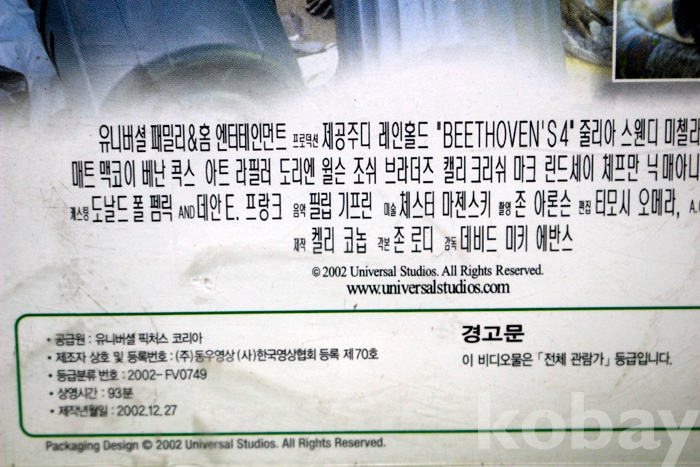 유니버셜 패밀리&홈 엔터테인먼트 프로덕션 제공주디 레인홀드 "BEETHOVEN'S 4" 줄리아 스웬디 미첼라
매트 맥코이 베난 콕스 아트 라필러 도리엔 윌슨 조쉬 브라더즈 캘리 크리쉬 마크 린드세이 체프만 닉 매아니
캐스팅 도날드 폴 펨릭 AND 데안 E. 프랑크 음악 필립 기프린 미술 체스터 마젠스키 촬영 존 아론슨 편집 티모시 오메라, A.
제작 켈리 코놉 각본 존 로디 감독 데비드 미키 에반스
© 2002 Universal Studios. All Rights Reserved.
www.universalstudios.com
• 공급원 : 유니버셜 픽처스 코리아
• 제조자 상호 및 등록번호 : (주)동우영상 (사)한국영상협회 등록 제70호
• 등급분류 번호 : 2002-FV0749
• 상영시간 : 93분
• 제작년월일 : 2002.12.27
경고문
이 비디오물은 「전체 관람가」 등급입니다.
Packaging Design © 2002 Universal Studios. All Rights Reserved.
kobay